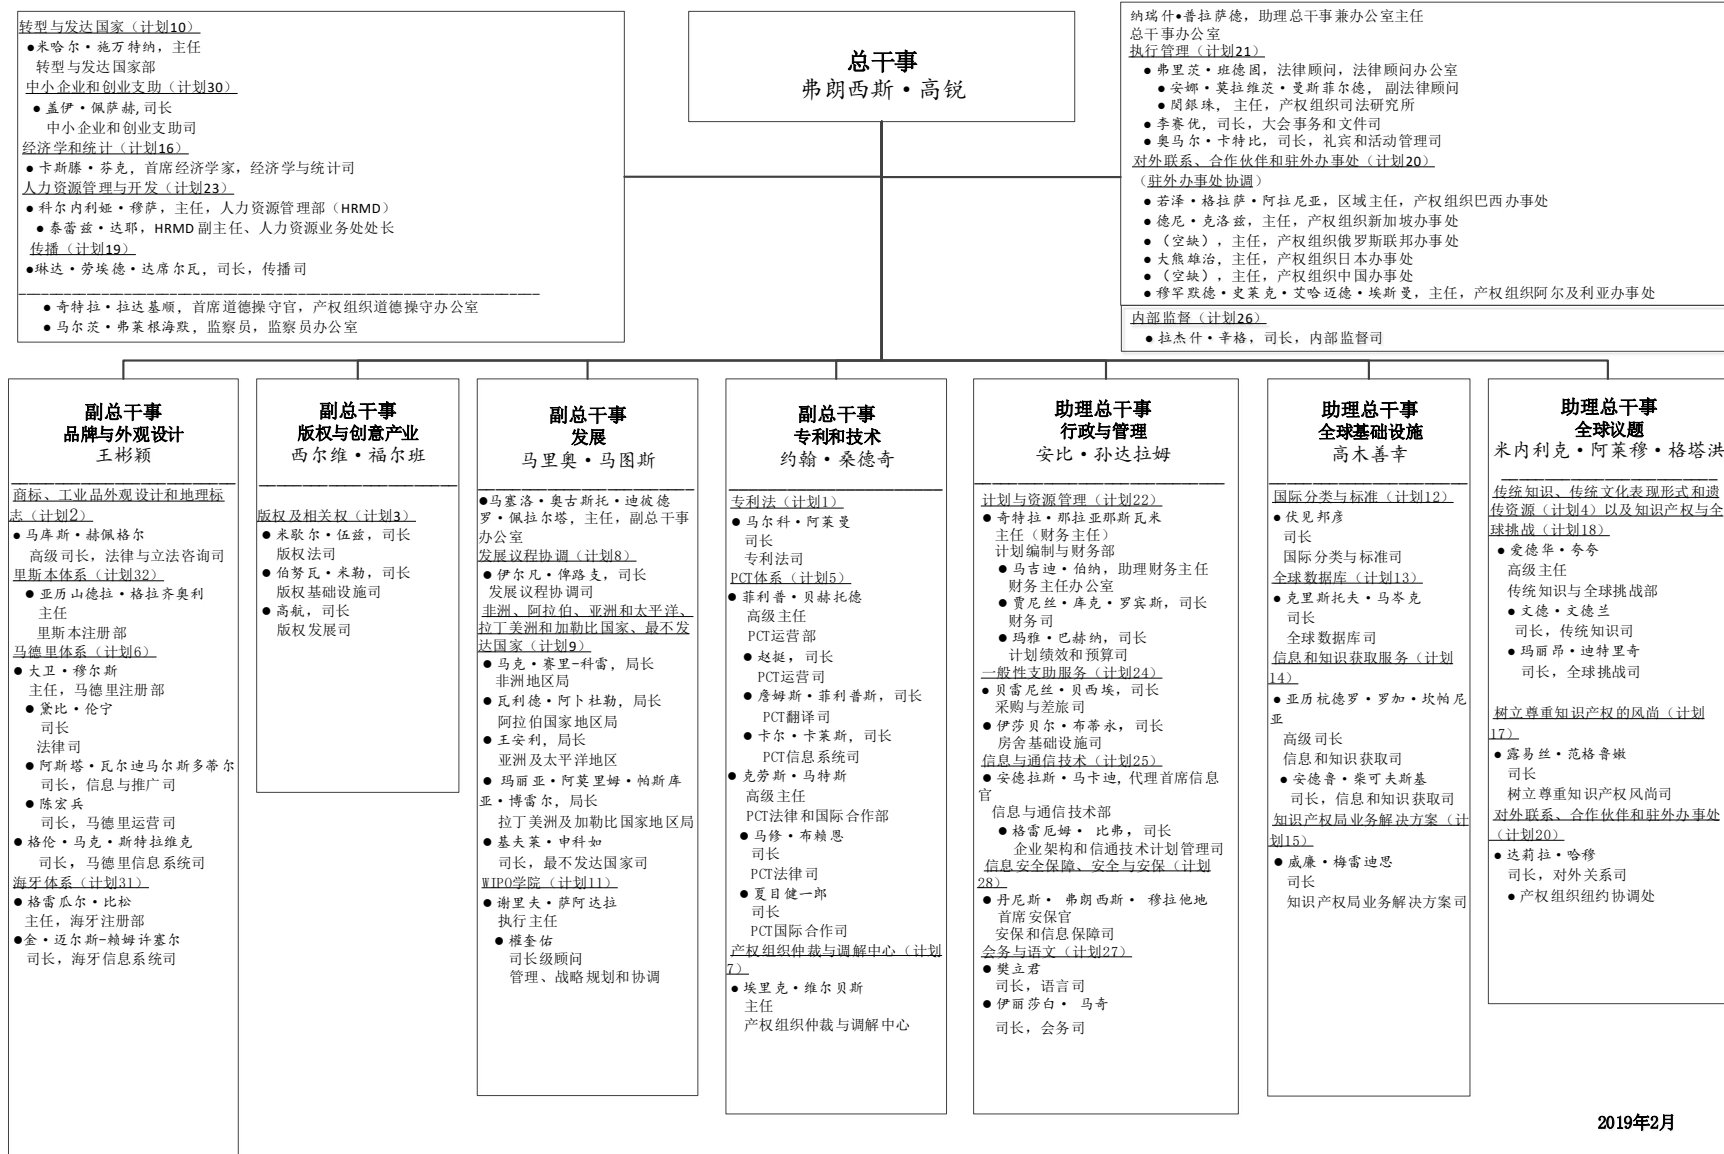 转型与发达国家（计划10）
●米哈尔·施万特纳，主任
转型与发达国家部
中小企业和创业支助（计划30）
● 盖伊·佩萨赫,司长
中小企业和创业支助司
经济学和统计（计划16）
● 卡斯滕·芬克，首席经济学家，经济学与统计司
人力资源管理与开发（计划23）
● 科尔内利娅·穆萨，主任，人力资源管理部（HRMD）
● 泰蕾兹·达耶，HRMD 副主任、人力资源业务处处长
传播（计划19）
●琳达·劳埃德·达席尔瓦，司长，传播司
● 奇特拉·拉达基顺，首席道德操守官，产权组织道德操守办公室
● 马尔茨·弗莱根海默，监察员，监察员办公室
总干事
弗朗西斯·高锐
纳瑞什•普拉萨德，助理总干事兼办公室主任
总干事办公室
执行管理（计划21）
● 弗里茨·班德固，法律顾问，法律顾问办公室
● 安娜·莫拉维茨·曼斯菲尔德，副法律顾问
● 闵銀珠，主任，产权组织司法研究所
● 李赛优，司长，大会事务和文件司
● 奥马尔·卡特比，司长，礼宾和活动管理司
对外联系、合作伙伴和驻外办事处（计划20）
（驻外办事处协调）
● 若泽·格拉萨·阿拉尼亚，区域主任，产权组织巴西办事处
● 德尼·克洛兹，主任，产权组织新加坡办事处
● （空缺），主任，产权组织俄罗斯联邦办事处
● 大熊雄治，主任，产权组织日本办事处
● （空缺），主任，产权组织中国办事处
● 穆罕默德·史莱克·艾哈迈德·埃斯曼，主任，产权组织阿尔及利亚办事处
内部监督（计划26）
● 拉杰什·辛格，司长，内部监督司
副总干事
品牌与外观设计
王彬颖
商标、工业品外观设计和地理标
志（计划2）
● 马库斯·赫佩格尔
高级司长，法律与立法咨询司
里斯本体系（计划32）
● 亚历山德拉·格拉齐奥利
主任
里斯本注册部
马德里体系（计划6）
● 大卫·穆尔斯
主任，马德里注册部
● 黛比·伦宁
司长
法律司
● 阿斯塔·瓦尔迪马尔斯多蒂尔
司长，信息与推广司
● 陈宏兵
司长，马德里运营司
● 格伦·马克·斯特拉维克
司长，马德里信息系统司
海牙体系（计划31）
● 格雷瓜尔·比松
主任，海牙注册部
●金·迈尔斯-赖姆许塞尔
司长，海牙信息系统司
副总干事
版权与创意产业
西尔维·福尔班
版权及相关权（计划3）
● 米歇尔·伍兹，司长
版权法司
● 伯努瓦·米勒，司长
版权基础设施司
● 高航，司长
版权发展司
副总干事
发展
马里奥·马图斯
●马塞洛·奥古斯托·迪彼德
罗·佩拉尔塔，主任，副总干事
办公室
发展议程协调（计划8）
● 伊尔凡·俾路支，司长
发展议程协调司
非洲、阿拉伯、亚洲和太平洋、
拉丁美洲和加勒比国家、最不发
达国家（计划9）
● 马克·赛里-科雷，局长
非洲地区局
● 瓦利德·阿卜杜勒，局长
阿拉伯国家地区局
● 王安利，局长
亚洲及太平洋地区
● 玛丽亚·阿莫里姆·帕斯库
亚·博雷尔，局长
拉丁美洲及加勒比国家地区局
● 基夫莱·申科如
司长，最不发达国家司
WIPO学院（计划11）
● 谢里夫·萨阿达拉
执行主任
● 權奎佑
司长级顾问
管理、战略规划和协调
副总干事
专利和技术
约翰·桑德奇
专利法（计划1）
● 马尔科·阿莱曼
司长
专利法司
PCT体系（计划5）
● 菲利普·贝赫托德
高级主任
PCT运营部
● 赵挺，司长
PCT运营司
● 詹姆斯·菲利普斯，司长
PCT翻译司
● 卡尔·卡莱斯，司长
PCT信息系统司
● 克劳斯·马特斯
高级主任
PCT法律和国际合作部
● 马修·布赖恩
司长
PCT法律司
● 夏目健一郎
司长
PCT国际合作司
产权组织仲裁与调解中心（计划
7）
● 埃里克·维尔贝斯
主任
产权组织仲裁与调解中心
助理总干事
行政与管理
安比·孙达拉姆
计划与资源管理（计划22）
● 奇特拉·那拉亚那斯瓦米
主任（财务主任）
计划编制与财务部
● 马吉迪·伯纳，助理财务主任
财务主任办公室
● 贾尼丝·库克·罗宾斯，司长
财务司
● 玛雅·巴赫纳，司长
计划绩效和预算司
一般性支助服务（计划24）
● 贝雷尼丝·贝西埃，司长
采购与差旅司
● 伊莎贝尔·布蒂永，司长
房舍基础设施司
信息与通信技术（计划25）
● 安德拉斯·马卡迪,代理首席信息
官
信息与通信技术部
● 格雷厄姆· 比弗，司长
企业架构和信通技术计划管理司
信息安全保障、安全与安保（计划
28）
● 丹尼斯· 弗朗西斯· 穆拉他地
首席安保官
安保和信息保障司
会务与语文（计划27）
● 樊立君
司长，语言司
● 伊丽莎白· 马奇
司长，会务司
助理总干事
全球基础设施
高木善幸
国际分类与标准（计划12）
● 伏见邦彦
司长
国际分类与标准司
全球数据库（计划13）
● 克里斯托夫·马岑克
司长
全球数据库司
信息和知识获取服务（计划
14）
● 亚历杭德罗·罗加·坎帕尼
亚
高级司长
信息和知识获取司
● 安德鲁·柴可夫斯基
司长，信息和知识获取司
知识产权局业务解决方案（计
划15）
● 威廉·梅雷迪思
司长
知识产权局业务解决方案司
助理总干事
全球议题
米内利克·阿莱穆·格塔洪
传统知识、传统文化表现形式和遗
传资源（计划4）以及知识产权与全
球挑战（计划18）
● 爱德华·夸夸
高级主任
传统知识与全球挑战部
● 文德·文德兰
司长，传统知识司
● 玛丽昂·迪特里奇
司长，全球挑战司
树立尊重知识产权的风尚（计划
17）
● 露易丝·范格鲁嫩
司长
树立尊重知识产权风尚司
对外联系、合作伙伴和驻外办事处
（计划20）
● 达莉拉·哈穆
司长，对外关系司
● 产权组织纽约协调处
2019年2月